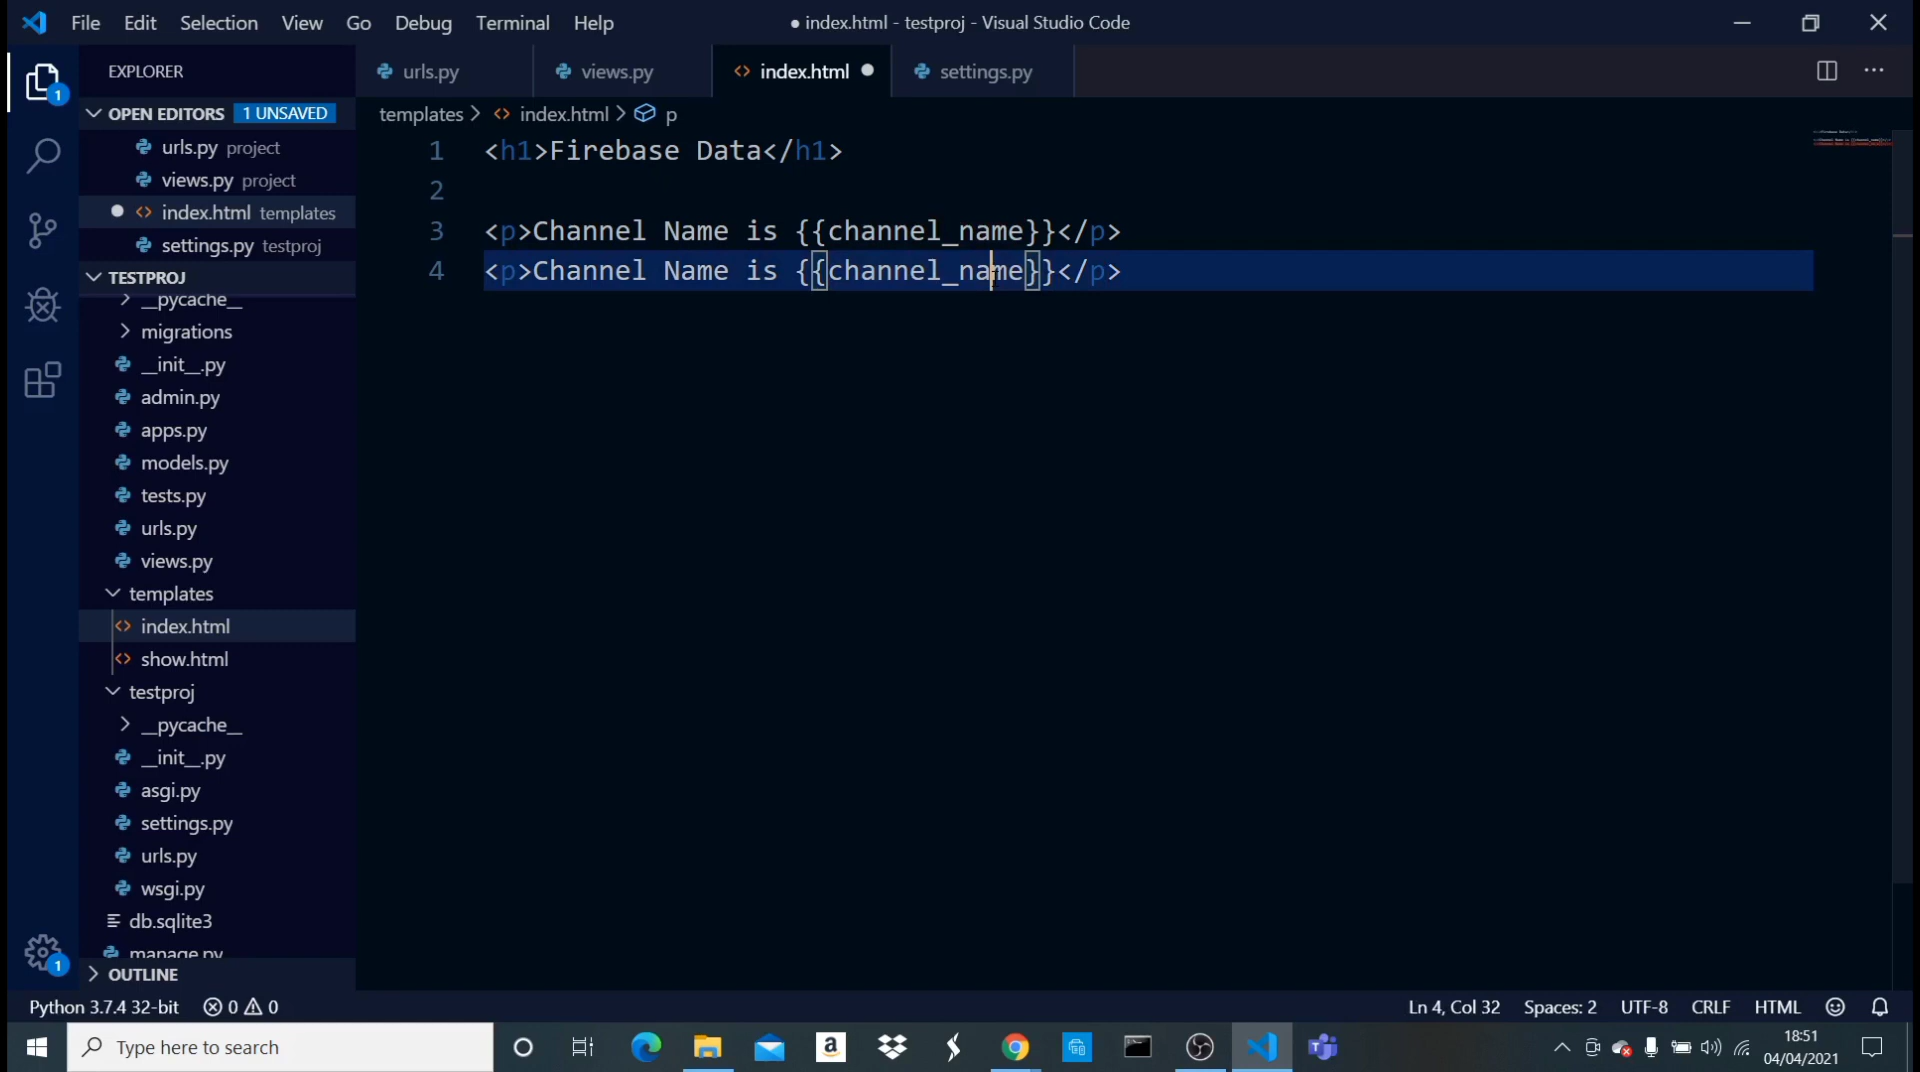 File Edit Selection View Go Debug Terminal Help
● index.html - testproj - Visual Studio Code
EXPLORER
urls.py
views.py
index.html
settings.py
1
OPEN EDITORS 1 UNSAVED
urls.py project
views.py project
index.html templates
settings.py testproj
TESTPROJ
__pycache__
migrations
__init__.py
admin.py
apps.py
models.py
tests.py
urls.py
views.py
templates
index.html
show.html
testproj
__pycache__
__init__.py
asgi.py
settings.py
urls.py
wsgi.py
db.sqlite3
manage.py
OUTLINE
1
templates > index.html > p
1 <h1>Firebase Data</h1>
2
3 <p>Channel Name is {{channel_name}}</p>
4 <p>Channel Name is {{channel_name}}</p>
Python 3.7.4 32-bit 0 0
Ln 4, Col 32 Spaces: 2 UTF-8 CRLF HTML
Type here to search
a
18:51
04/04/2021